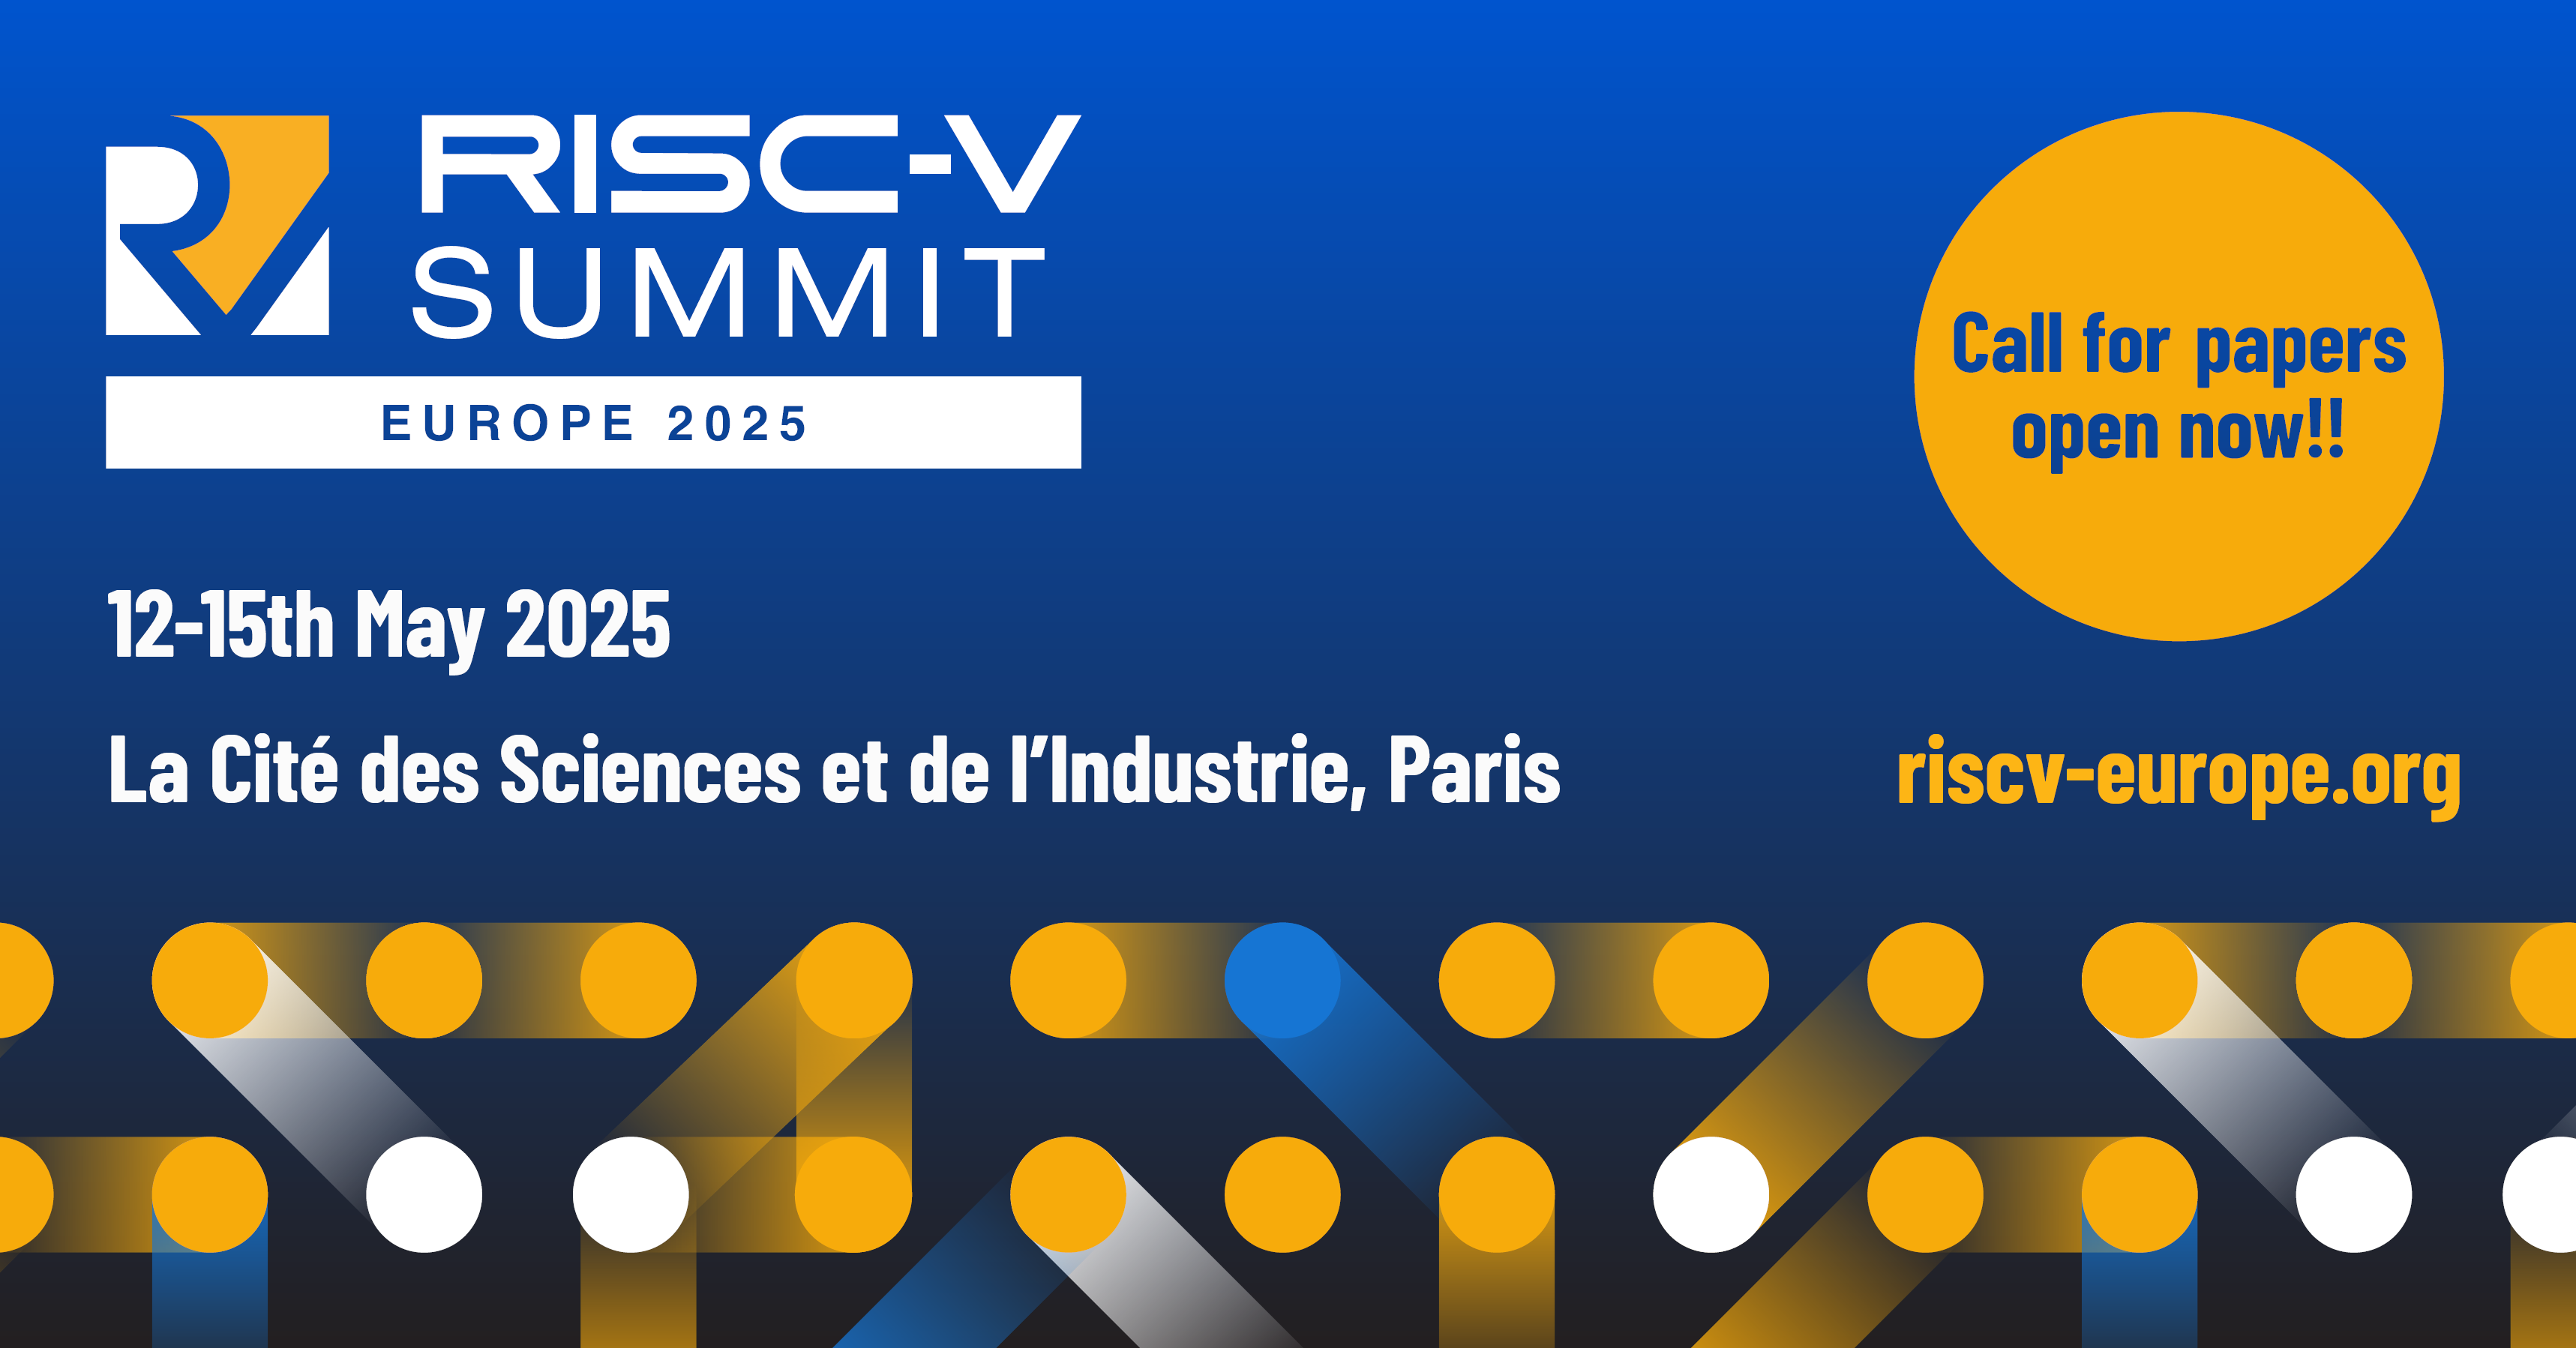 RISC-V
SUMMIT
EUROPE 2025
Call for papers
open now!!
12-15th May 2025
La Cité des Sciences et de l’Industrie, Paris
riscv-europe.org